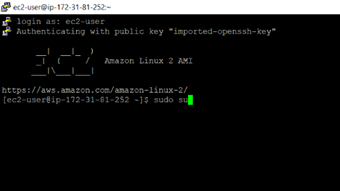 ec2-user@ip-172-31-81-252:~
login as: ec2-user
Authenticating with public key "imported-openssh-key"
__|  __|_  )
_|  (     /   Amazon Linux 2 AMI
___|\___|___|
https://aws.amazon.com/amazon-linux-2/
[ec2-user@ip-172-31-81-252 ~]$ sudo su